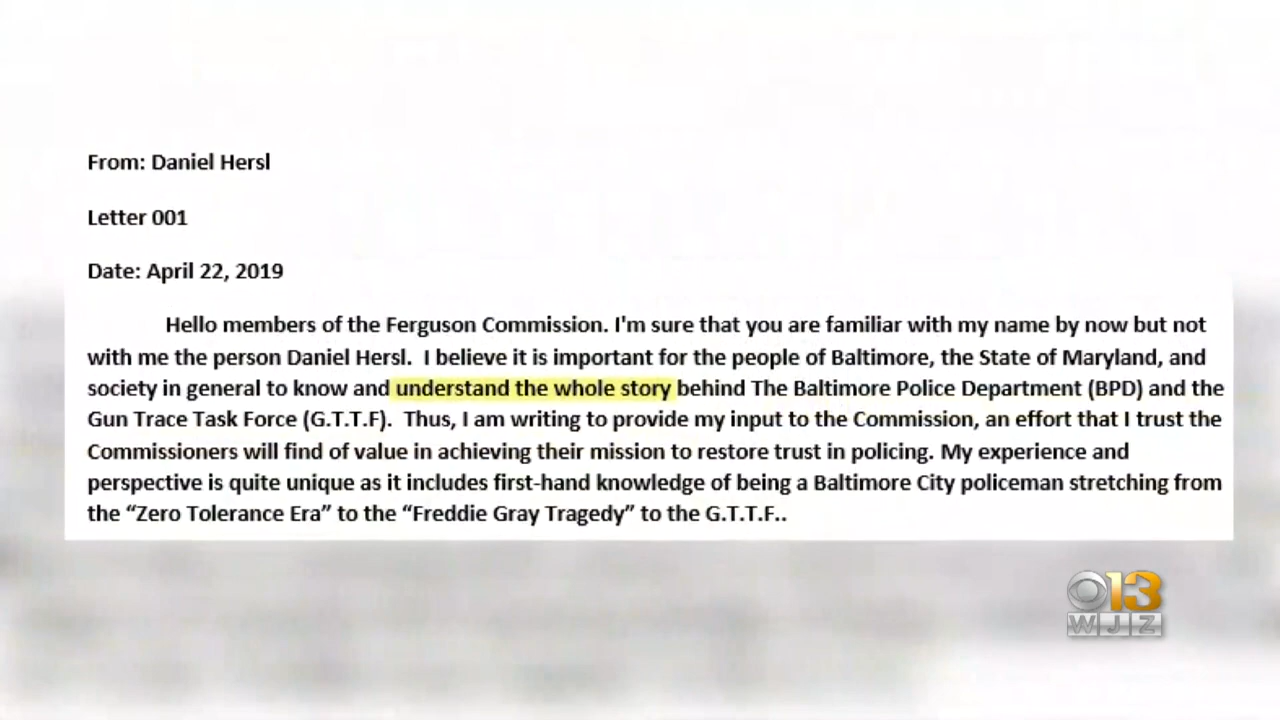 From: Daniel Hersl
Letter 001
Date: April 22, 2019
Hello members of the Ferguson Commission. I'm sure that you are familiar with my name by now but not
with me the person Daniel Hersl.  I believe it is important for the people of Baltimore, the State of Maryland, and
society in general to know and understand the whole story behind The Baltimore Police Department (BPD) and the
Gun Trace Task Force (G.T.T.F).  Thus, I am writing to provide my input to the Commission, an effort that I trust the
Commissioners will find of value in achieving their mission to restore trust in policing. My experience and
perspective is quite unique as it includes first-hand knowledge of being a Baltimore City policeman stretching from
the “Zero Tolerance Era” to the “Freddie Gray Tragedy” to the G.T.T.F..
13
WJZ